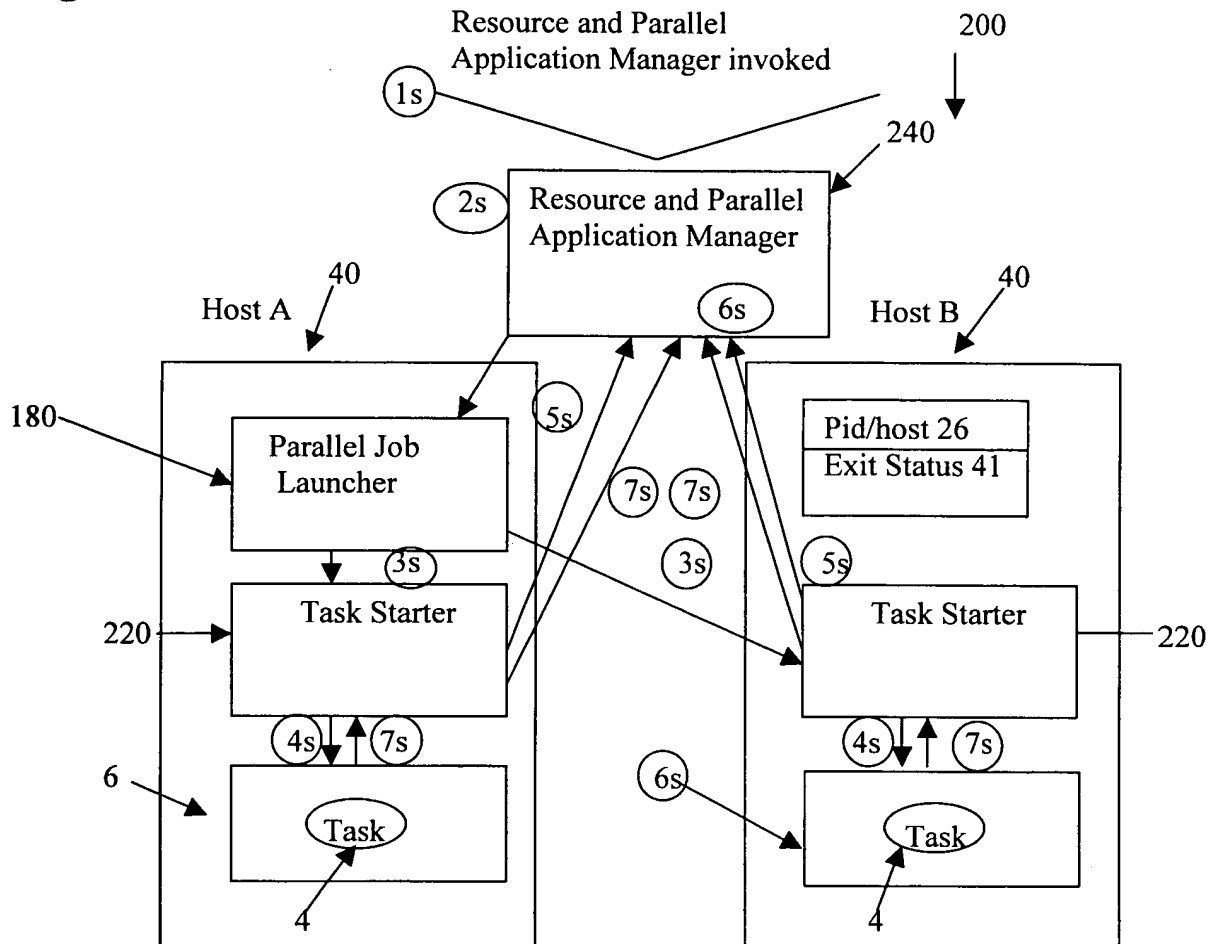 Resource and Parallel
Application Manager invoked
200
1s
240
2s
Resource and Parallel
Application Manager
6s
Host A
40
Host B
40
180
Parallel Job
Launcher
5s
Pid/host 26
Exit Status 41
7s
7s
3s
3s
5s
220
Task Starter
Task Starter
220
4s
7s
4s
7s
6
6s
Task
Task
4
4